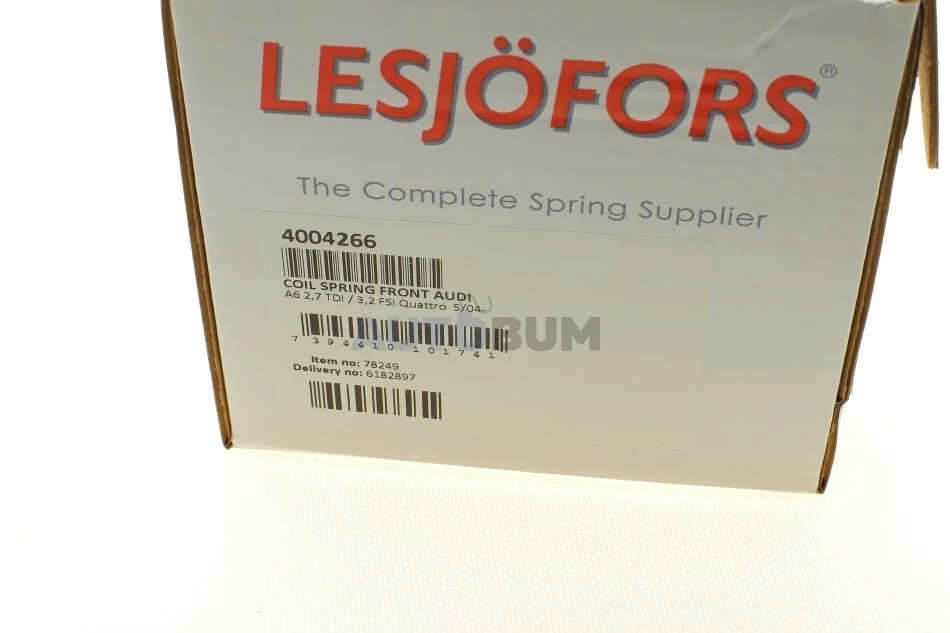 LESJÖFORS®
The Complete Spring Supplier
4004266
COIL SPRING FRONT AUDI
A6 2,7 TDI / 3,2 FSI Quattro 5/04-
AUTOBUM
7 394410 101741
Item no: 78249
Delivery no: 6182897